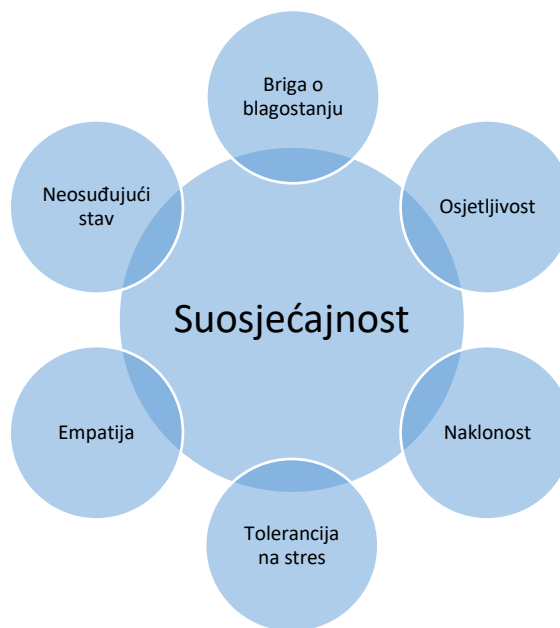 Briga o
blagostanju
Neosuđujući
stav
Osjetljivost
Suosjećajnost
Empatija
Naklonost
Tolerancija
na stres